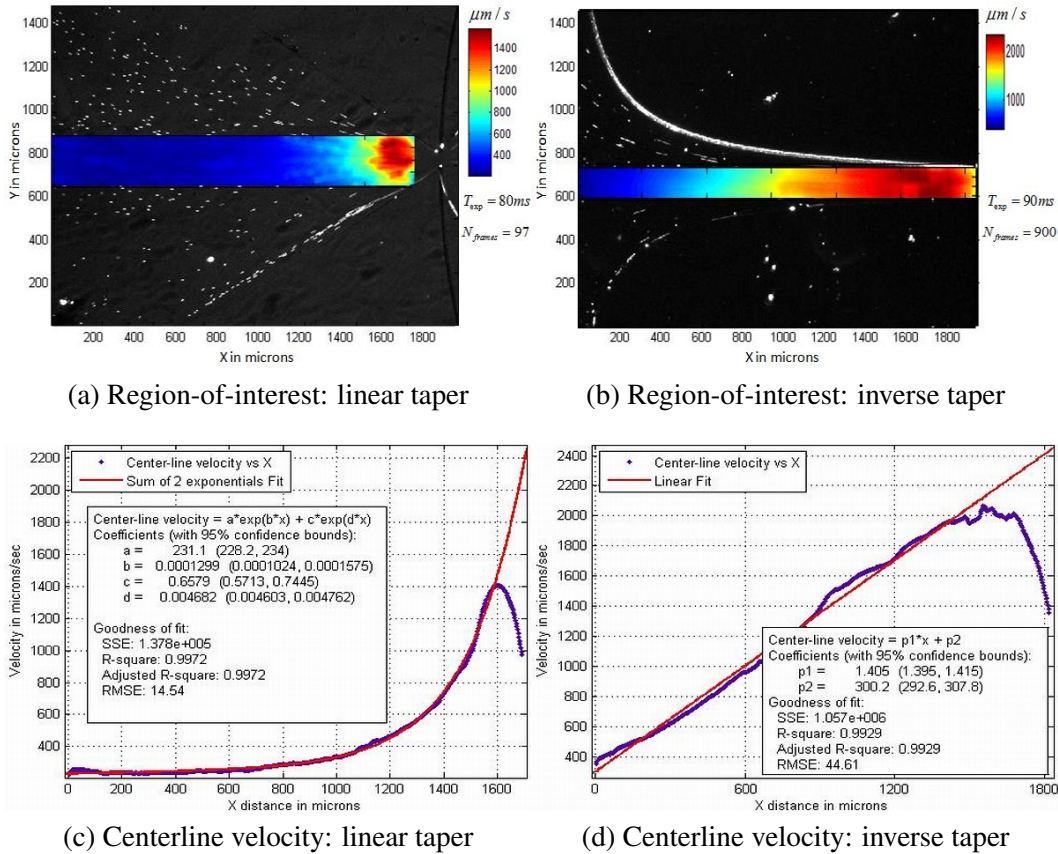 μm / s
1400
1200
1000
800
600
400
200
Y in microns
1400
1200
1000
800
600
400
200
T_exp = 80ms
N_frames = 97
200 400 600 800 1000 1200 1400 1600 1800
X in microns
(a) Region-of-interest: linear taper
μm / s
2000
1000
Y in microns
1400
1200
1000
800
600
400
200
T_exp = 90ms
N_frames = 900
200 400 600 800 1000 1200 1400 1600 1800
X in microns
(b) Region-of-interest: inverse taper
Velocity in microns/sec
2200
2000
1800
1600
1400
1200
1000
800
600
400
Center-line velocity vs X
Sum of 2 exponentials Fit
Center-line velocity = a*exp(b*x) + c*exp(d*x)
Coefficients (with 95% confidence bounds):
a = 231.1 (228.2, 234)
b = 0.0001299 (0.0001024, 0.0001575)
c = 0.6579 (0.5713, 0.7445)
d = 0.004682 (0.004603, 0.004762)
Goodness of fit:
SSE: 1.378e+005
R-square: 0.9972
Adjusted R-square: 0.9972
RMSE: 14.54
0 200 400 600 800 1000 1200 1400 1600
X distance in microns
(c) Centerline velocity: linear taper
Velocity in microns/sec
2400
2200
2000
1800
1600
1400
1200
1000
800
600
400
Center-line velocity vs X
Linear Fit
Center-line velocity = p1*x + p2
Coefficients (with 95% confidence bounds):
p1 = 1.405 (1.395, 1.415)
p2 = 300.2 (292.6, 307.8)
Goodness of fit:
SSE: 1.057e+006
R-square: 0.9929
Adjusted R-square: 0.9929
RMSE: 44.61
0 600 1200 1800
X distance in microns
(d) Centerline velocity: inverse taper